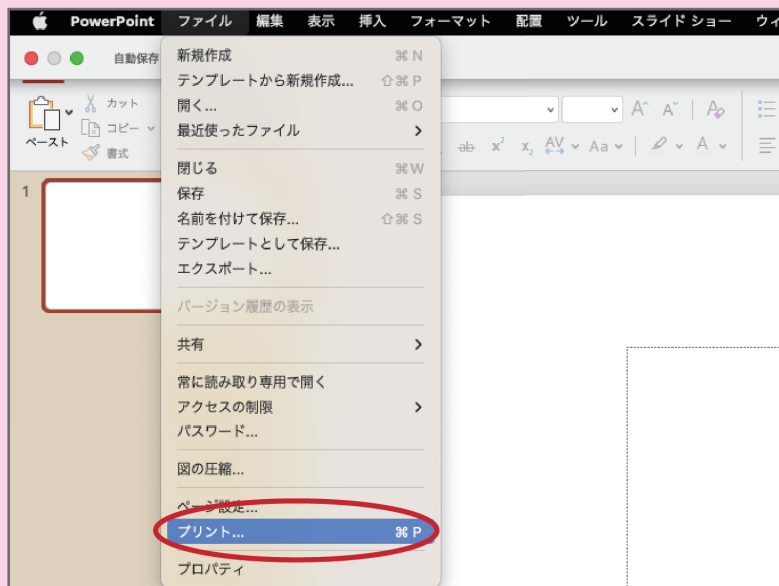 PowerPoint ファイル 編集 表示 挿入 フォーマット 配置 ツール スライド ショー ウィ
自動保存
カット
コピー
ペースト
書式
Aa
1
新規作成 ⌘ N
テンプレートから新規作成... ⇧⌘ P
開く... ⌘ O
最近使ったファイル
閉じる ⌘ W
保存 ⌘ S
名前を付けて保存... ⇧⌘ S
テンプレートとして保存...
エクスポート...
バージョン履歴の表示
共有
常に読み取り専用で開く
アクセスの制限
パスワード...
図の圧縮...
ページ設定...
プリント... ⌘ P
プロパティ